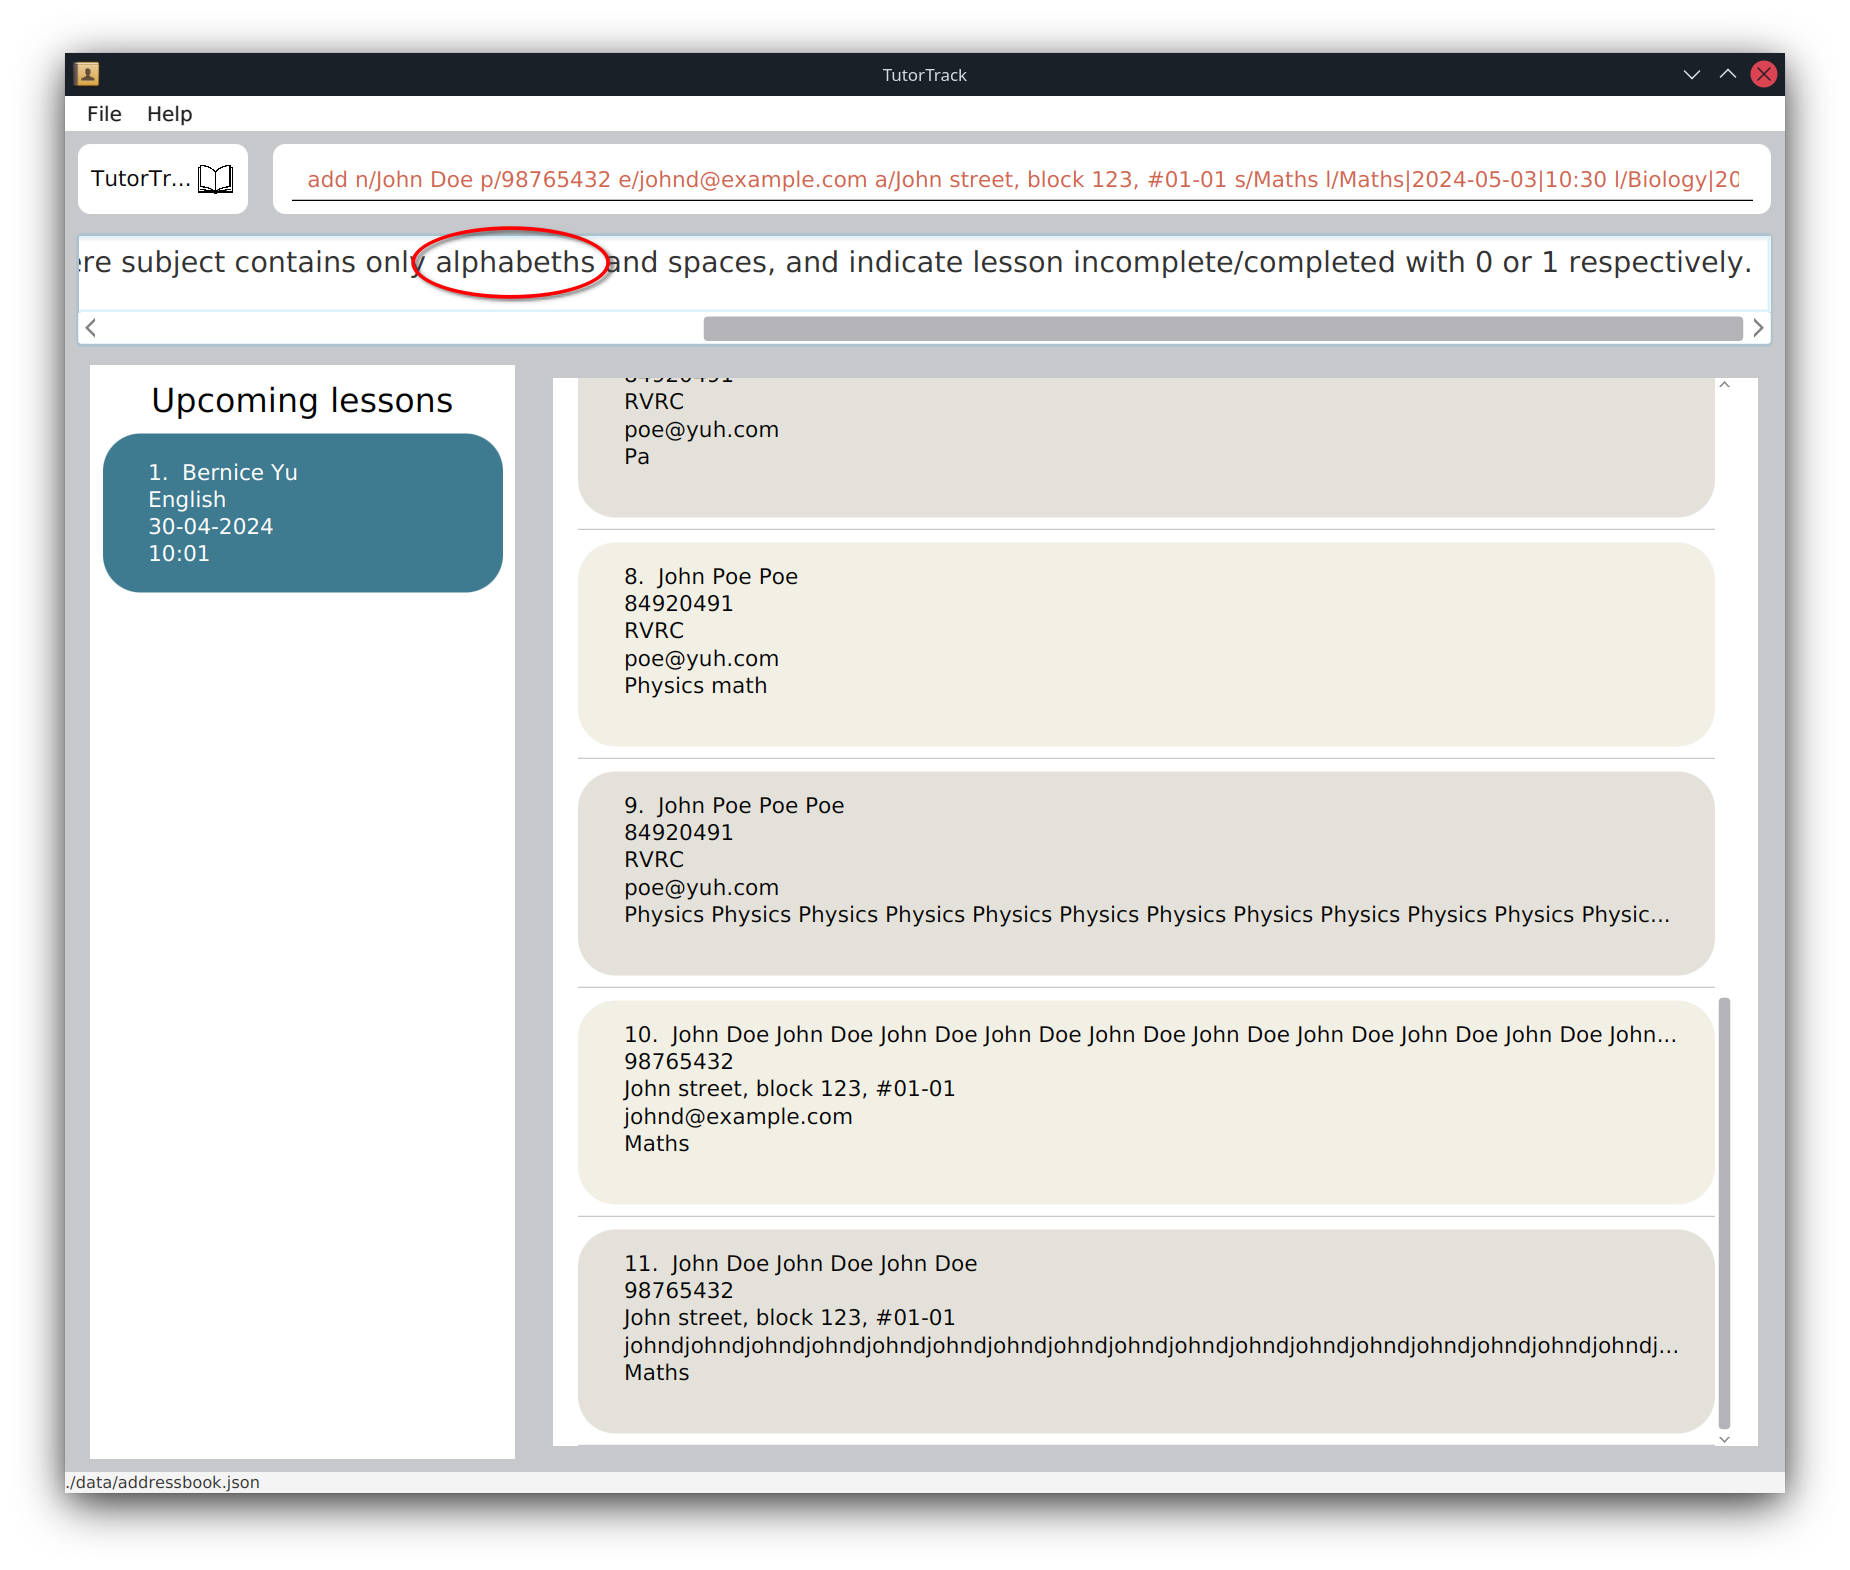 TutorTrack
File Help
TutorTr...
add n/John Doe p/98765432 e/johnd@example.com a/John street, block 123, #01-01 s/Maths l/Maths|2024-05-03|10:30 l/Biology|20
re subject contains only alphabeths and spaces, and indicate lesson incomplete/completed with 0 or 1 respectively.
Upcoming lessons
1. Bernice Yu
English
30-04-2024
10:01
84920491
RVRC
poe@yuh.com
Pa
8. John Poe Poe
84920491
RVRC
poe@yuh.com
Physics math
9. John Poe Poe Poe
84920491
RVRC
poe@yuh.com
Physics Physics Physics Physics Physics Physics Physics Physics Physics Physics Physics Physic...
10. John Doe John Doe John Doe John Doe John Doe John Doe John Doe John Doe John Doe John...
98765432
John street, block 123, #01-01
johnd@example.com
Maths
11. John Doe John Doe John Doe
98765432
John street, block 123, #01-01
johndjohndjohndjohndjohndjohndjohndjohndjohndjohndjohndjohndjohndjohndjohndjohndjohndj...
Maths
./data/addressbook.json